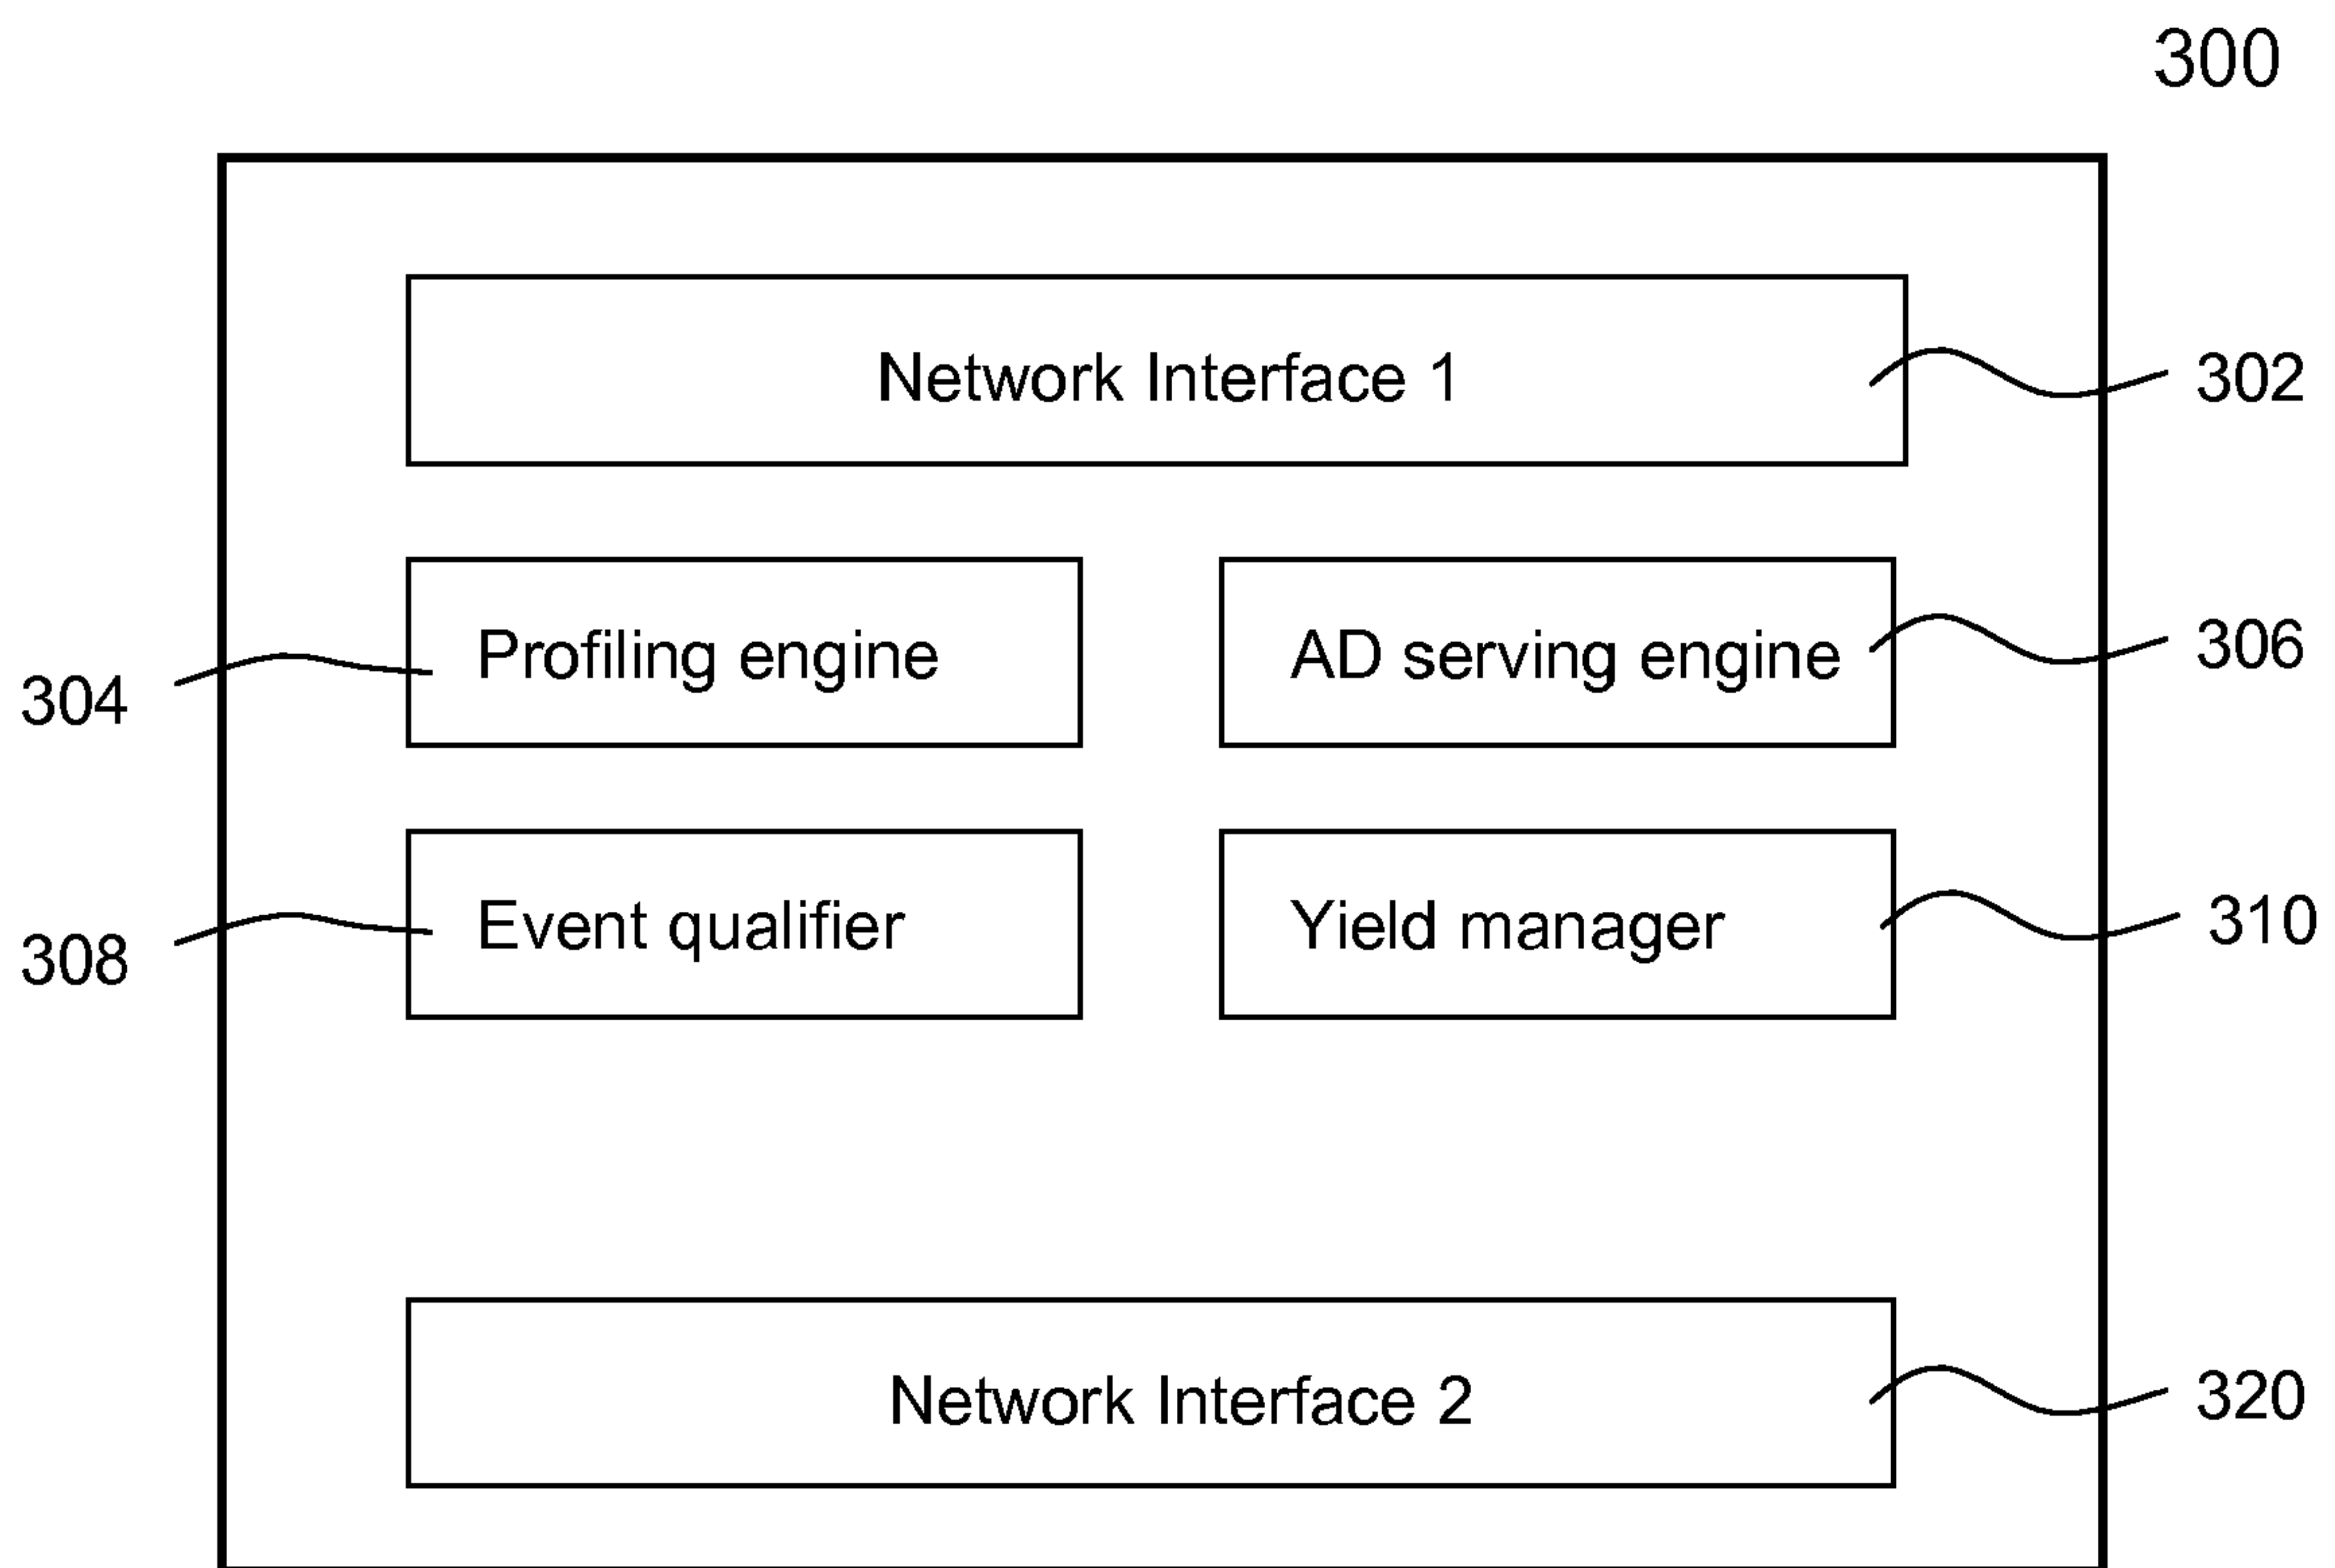 300
Network Interface 1
302
Profiling engine
AD serving engine
306
304
Event qualifier
Yield manager
310
308
Network Interface 2
320